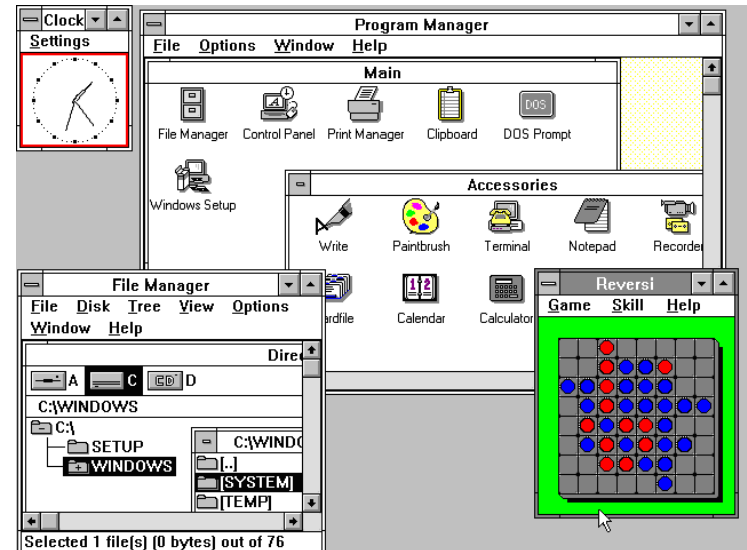 Clock
Settings
Program Manager
File Options Window Help
Main
File Manager Control Panel Print Manager Clipboard DOS Prompt
DOS
Windows Setup
Accessories
Write Paintbrush Terminal Notepad Recorder
ardfile Calendar Calculator
File Manager
File Disk Tree View Options
Window Help
Direc
A C CD D
C:\WINDOWS
C:\
SETUP
WINDOWS
C:\WINDO
[..]
[SYSTEM]
[TEMP]
Selected 1 file(s) (0 bytes) out of 76
Reversi
Game Skill Help